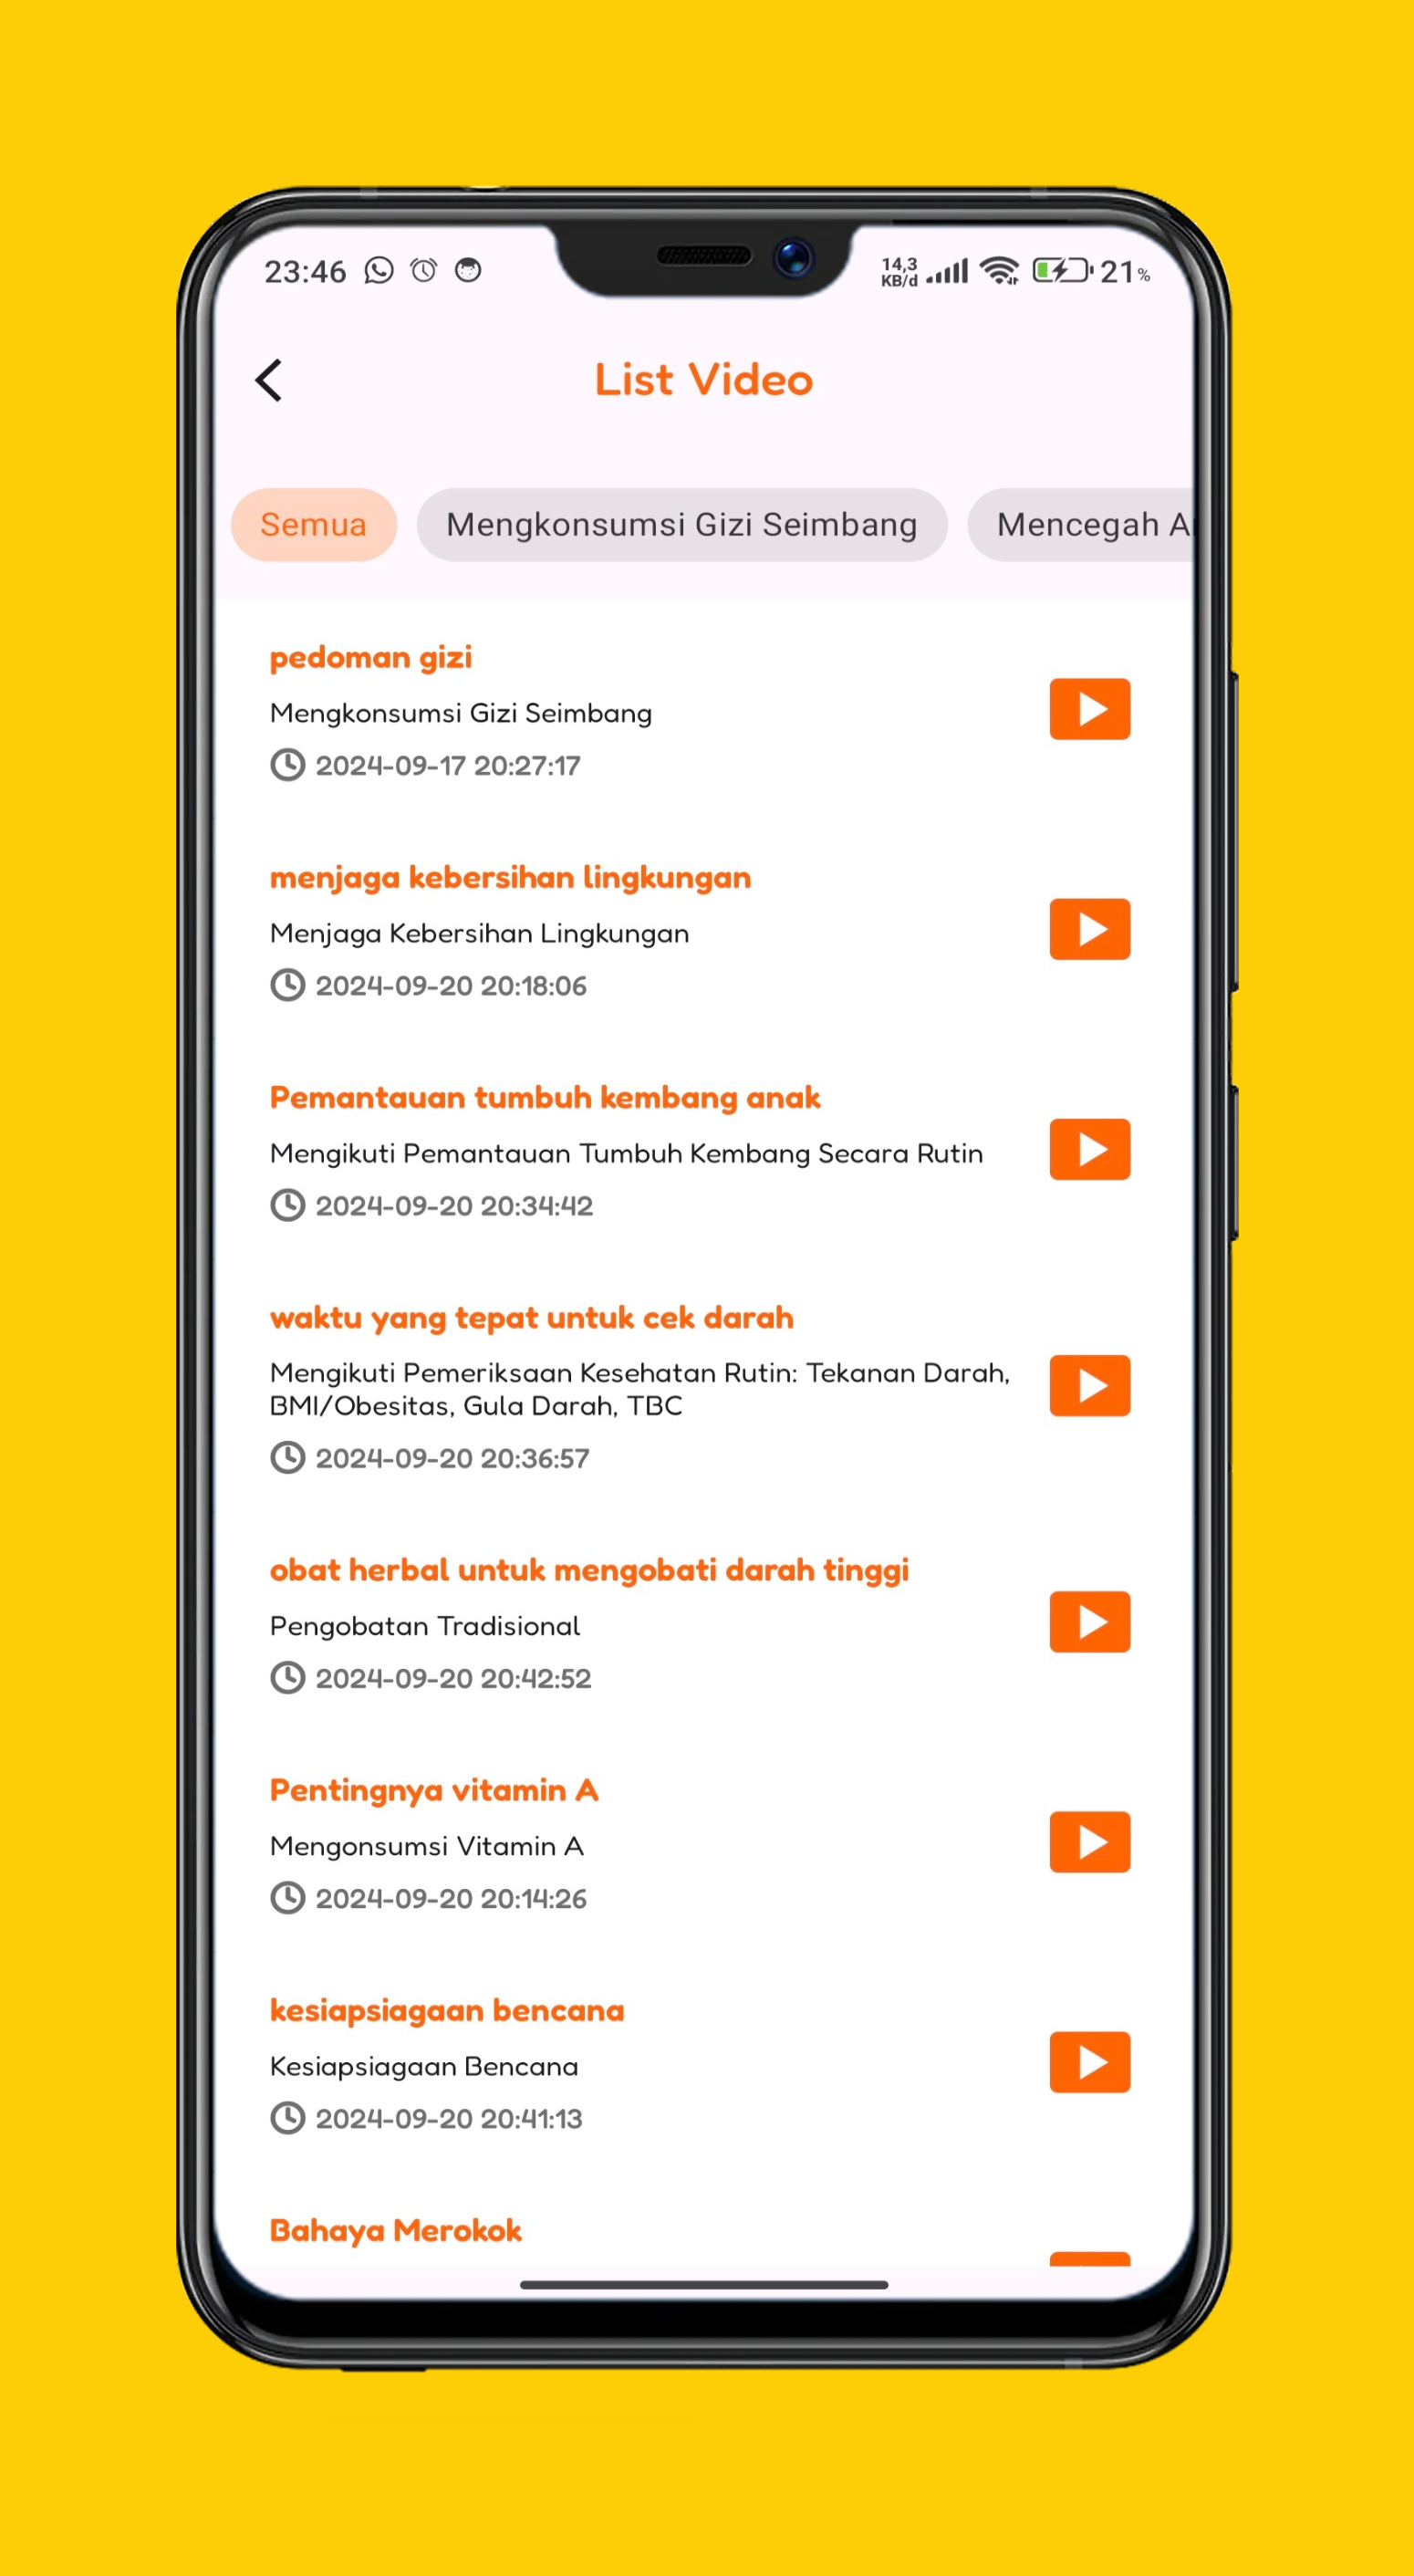 23:46
14,3
KB/d
21%
List Video
Semua
Mengkonsumsi Gizi Seimbang
Mencegah
pedoman gizi
Mengkonsumsi Gizi Seimbang
2024-09-17 20:27:17
menjaga kebersihan lingkungan
Menjaga Kebersihan Lingkungan
2024-09-20 20:18:06
Pemantauan tumbuh kembang anak
Mengikuti Pemantauan Tumbuh Kembang Secara Rutin
2024-09-20 20:34:42
waktu yang tepat untuk cek darah
Mengikuti Pemeriksaan Kesehatan Rutin: Tekanan Darah,
BMI/Obesitas, Gula Darah, TBC
2024-09-20 20:36:57
obat herbal untuk mengobati darah tinggi
Pengobatan Tradisional
2024-09-20 20:42:52
Pentingnya vitamin A
Mengonsumsi Vitamin A
2024-09-20 20:14:26
kesiapsiagaan bencana
Kesiapsiagaan Bencana
2024-09-20 20:41:13
Bahaya Merokok